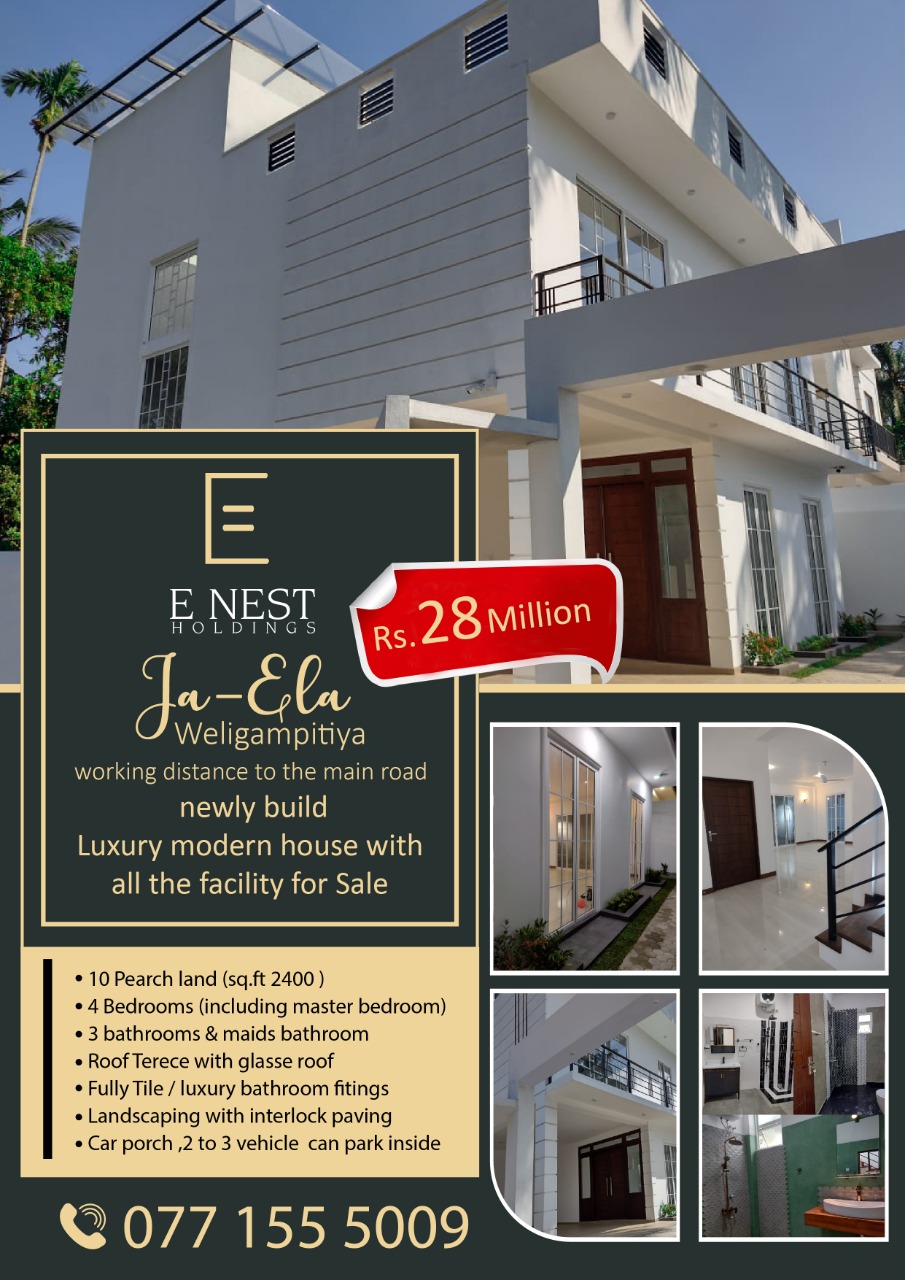 E NEST
HOLDINGS
Rs. 28 Million
Ja-Ela
Weligampitiya
working distance to the main road
newly build
Luxury modern house with
all the facility for Sale
• 10 Pearch land (sq.ft 2400 )
• 4 Bedrooms (including master bedroom)
• 3 bathrooms & maids bathroom
• Roof Terece with glasse roof
• Fully Tile / luxury bathroom fitings
• Landscaping with interlock paving
• Car porch ,2 to 3 vehicle can park inside
077 155 5009